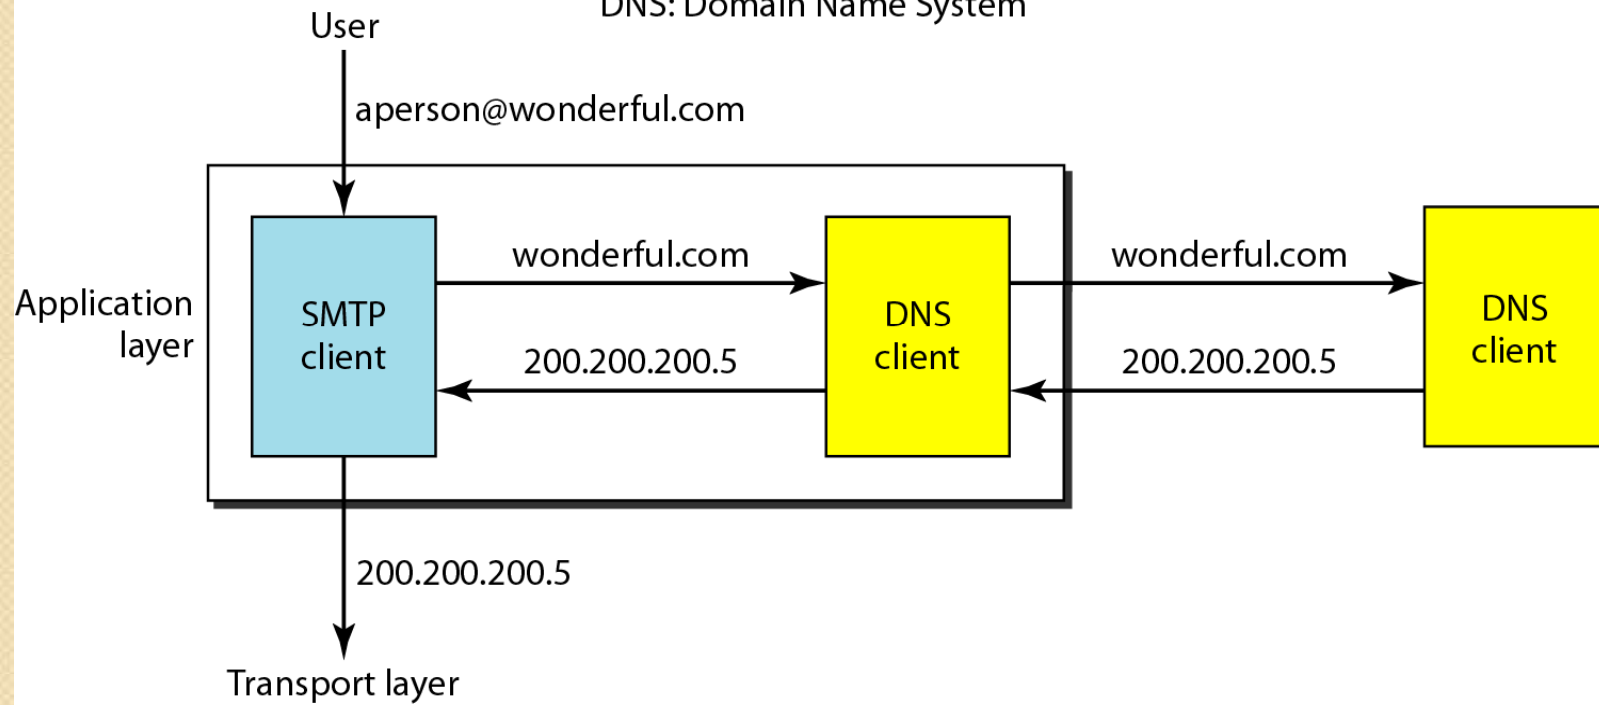 DNS: Domain Name System
User
aperson@wonderful.com
wonderful.com
wonderful.com
Application
layer
SMTP
client
DNS
client
DNS
client
200.200.200.5
200.200.200.5
200.200.200.5
Transport layer